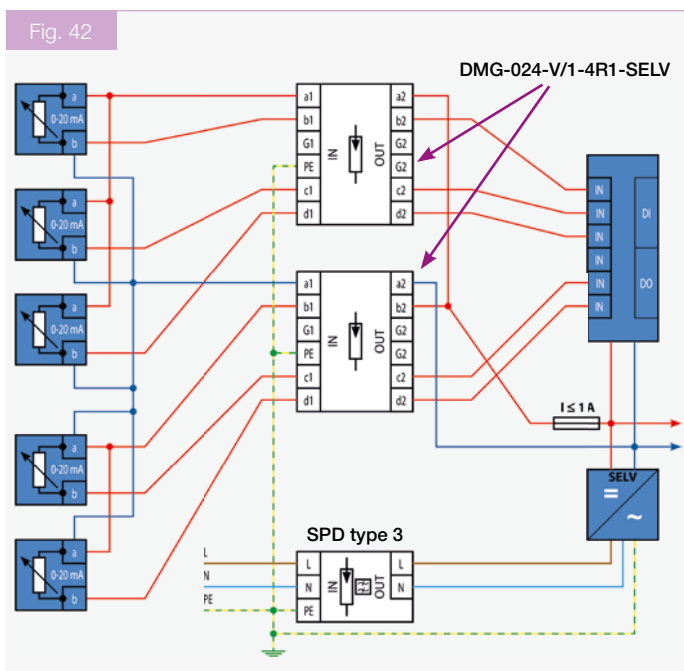 Fig. 42
DMG-024-V/1-4R1-SELV
a
0-20 mA
b
a
0-20 mA
b
a
0-20 mA
b
a
0-20 mA
b
a
0-20 mA
b
a1
b1
G1
PE
c1
d1
IN
OUT
a2
b2
G2
G2
c2
d2
a1
b1
G1
PE
c1
d1
IN
OUT
a2
b2
G2
G2
c2
d2
IN
IN
IN
IN
IN
IN
DI
DO
I ≤ 1 A
SELV
=
~
SPD type 3
L
N
PE
L
N
PE
IN
OUT
L
N